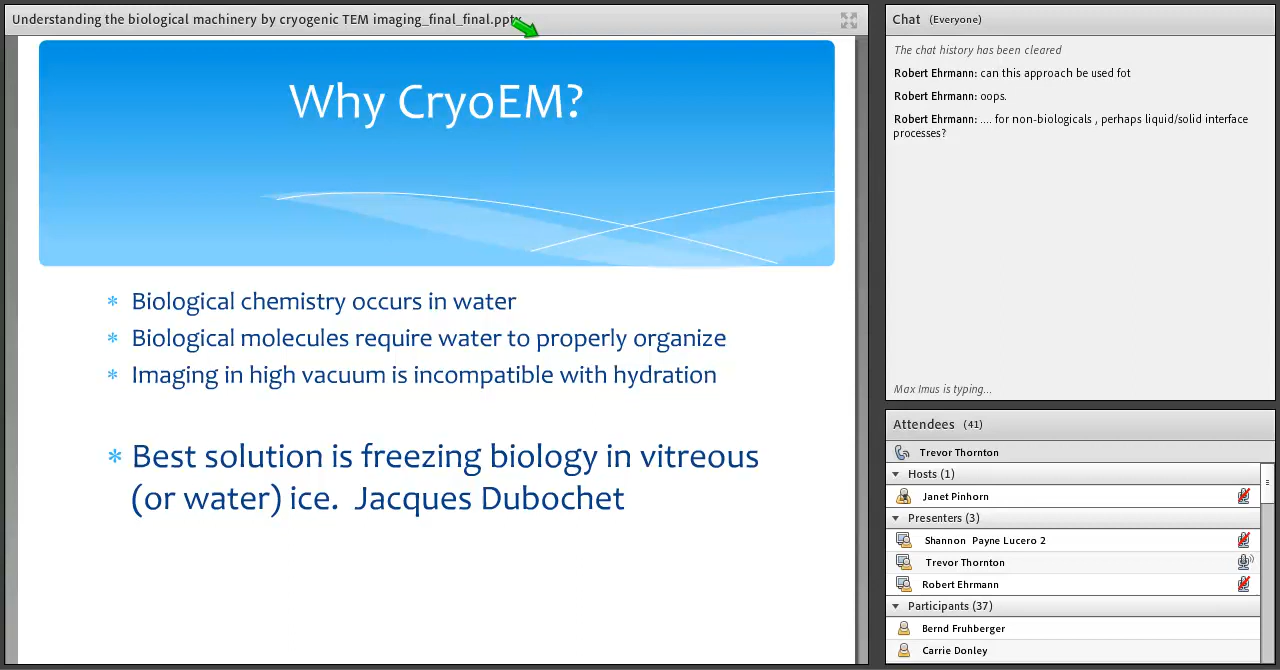 Understanding the biological machinery by cryogenic TEM imaging_final_final.pptx
Why CryoEM?
* Biological chemistry occurs in water
* Biological molecules require water to properly organize
* Imaging in high vacuum is incompatible with hydration
* Best solution is freezing biology in vitreous
(or water) ice. Jacques Dubochet
Chat (Everyone)
The chat history has been cleared
Robert Ehrmann: can this approach be used fot
Robert Ehrmann: oops.
Robert Ehrmann: .... for non-biologicals , perhaps liquid/solid interface
processes?
Max Imus is typing...
Attendees (41)
Trevor Thornton
Hosts (1)
Janet Pinhorn
Presenters (3)
Shannon Payne Lucero 2
Trevor Thornton
Robert Ehrmann
Participants (37)
Bernd Fruhberger
Carrie Donley